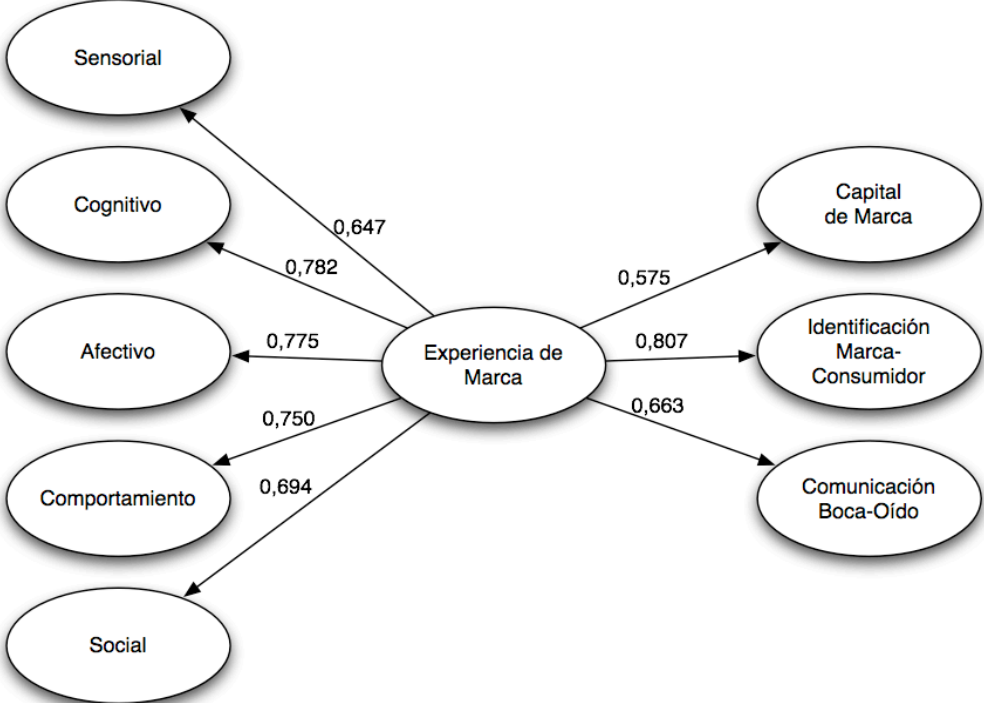 Sensorial
Cognitivo
Afectivo
Comportamiento
Social
0,647
0,782
0,775
0,750
0,694
Experiencia de
Marca
0,575
0,807
0,663
Capital
de Marca
Identificación
Marca-
Consumidor
Comunicación
Boca-Oído